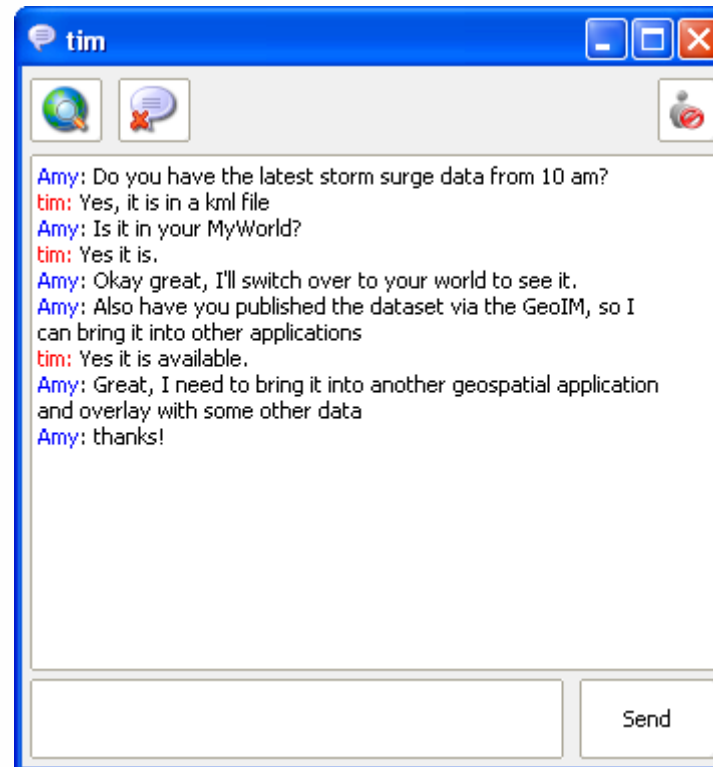 tim
Amy: Do you have the latest storm surge data from 10 am?
tim: Yes, it is in a kml file
Amy: Is it in your MyWorld?
tim: Yes it is.
Amy: Okay great, I'll switch over to your world to see it.
Amy: Also have you published the dataset via the GeoIM, so I
can bring it into other applications
tim: Yes it is available.
Amy: Great, I need to bring it into another geospatial application
and overlay with some other data
Amy: thanks!
Send